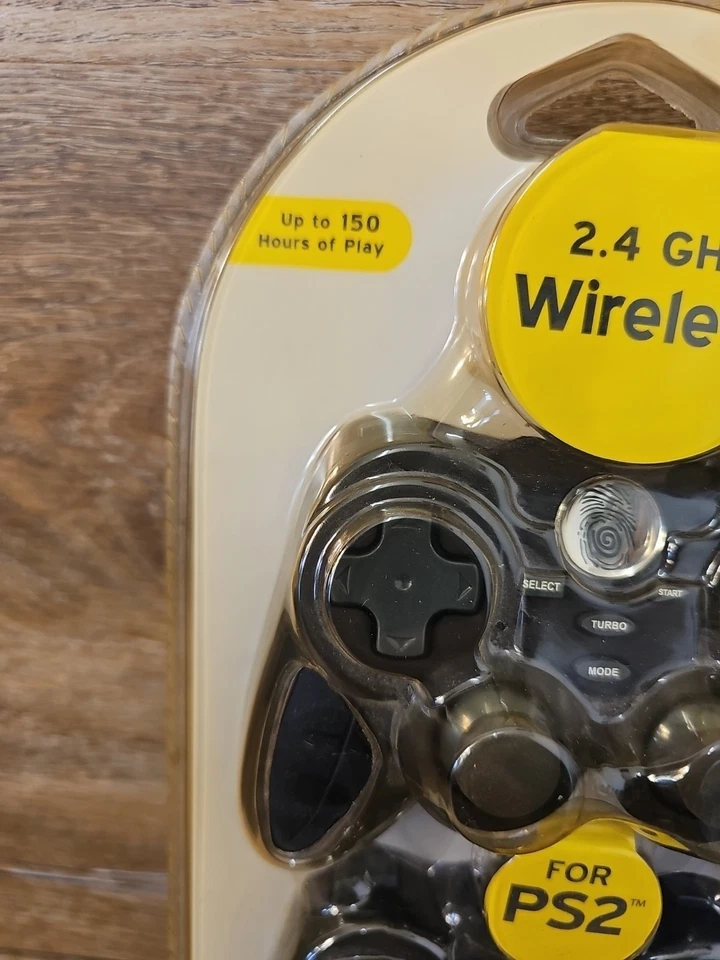 Up to 150
Hours of Play
2.4 GH
Wirele
SELECT
START
TURBO
MODE
FOR
PS2™